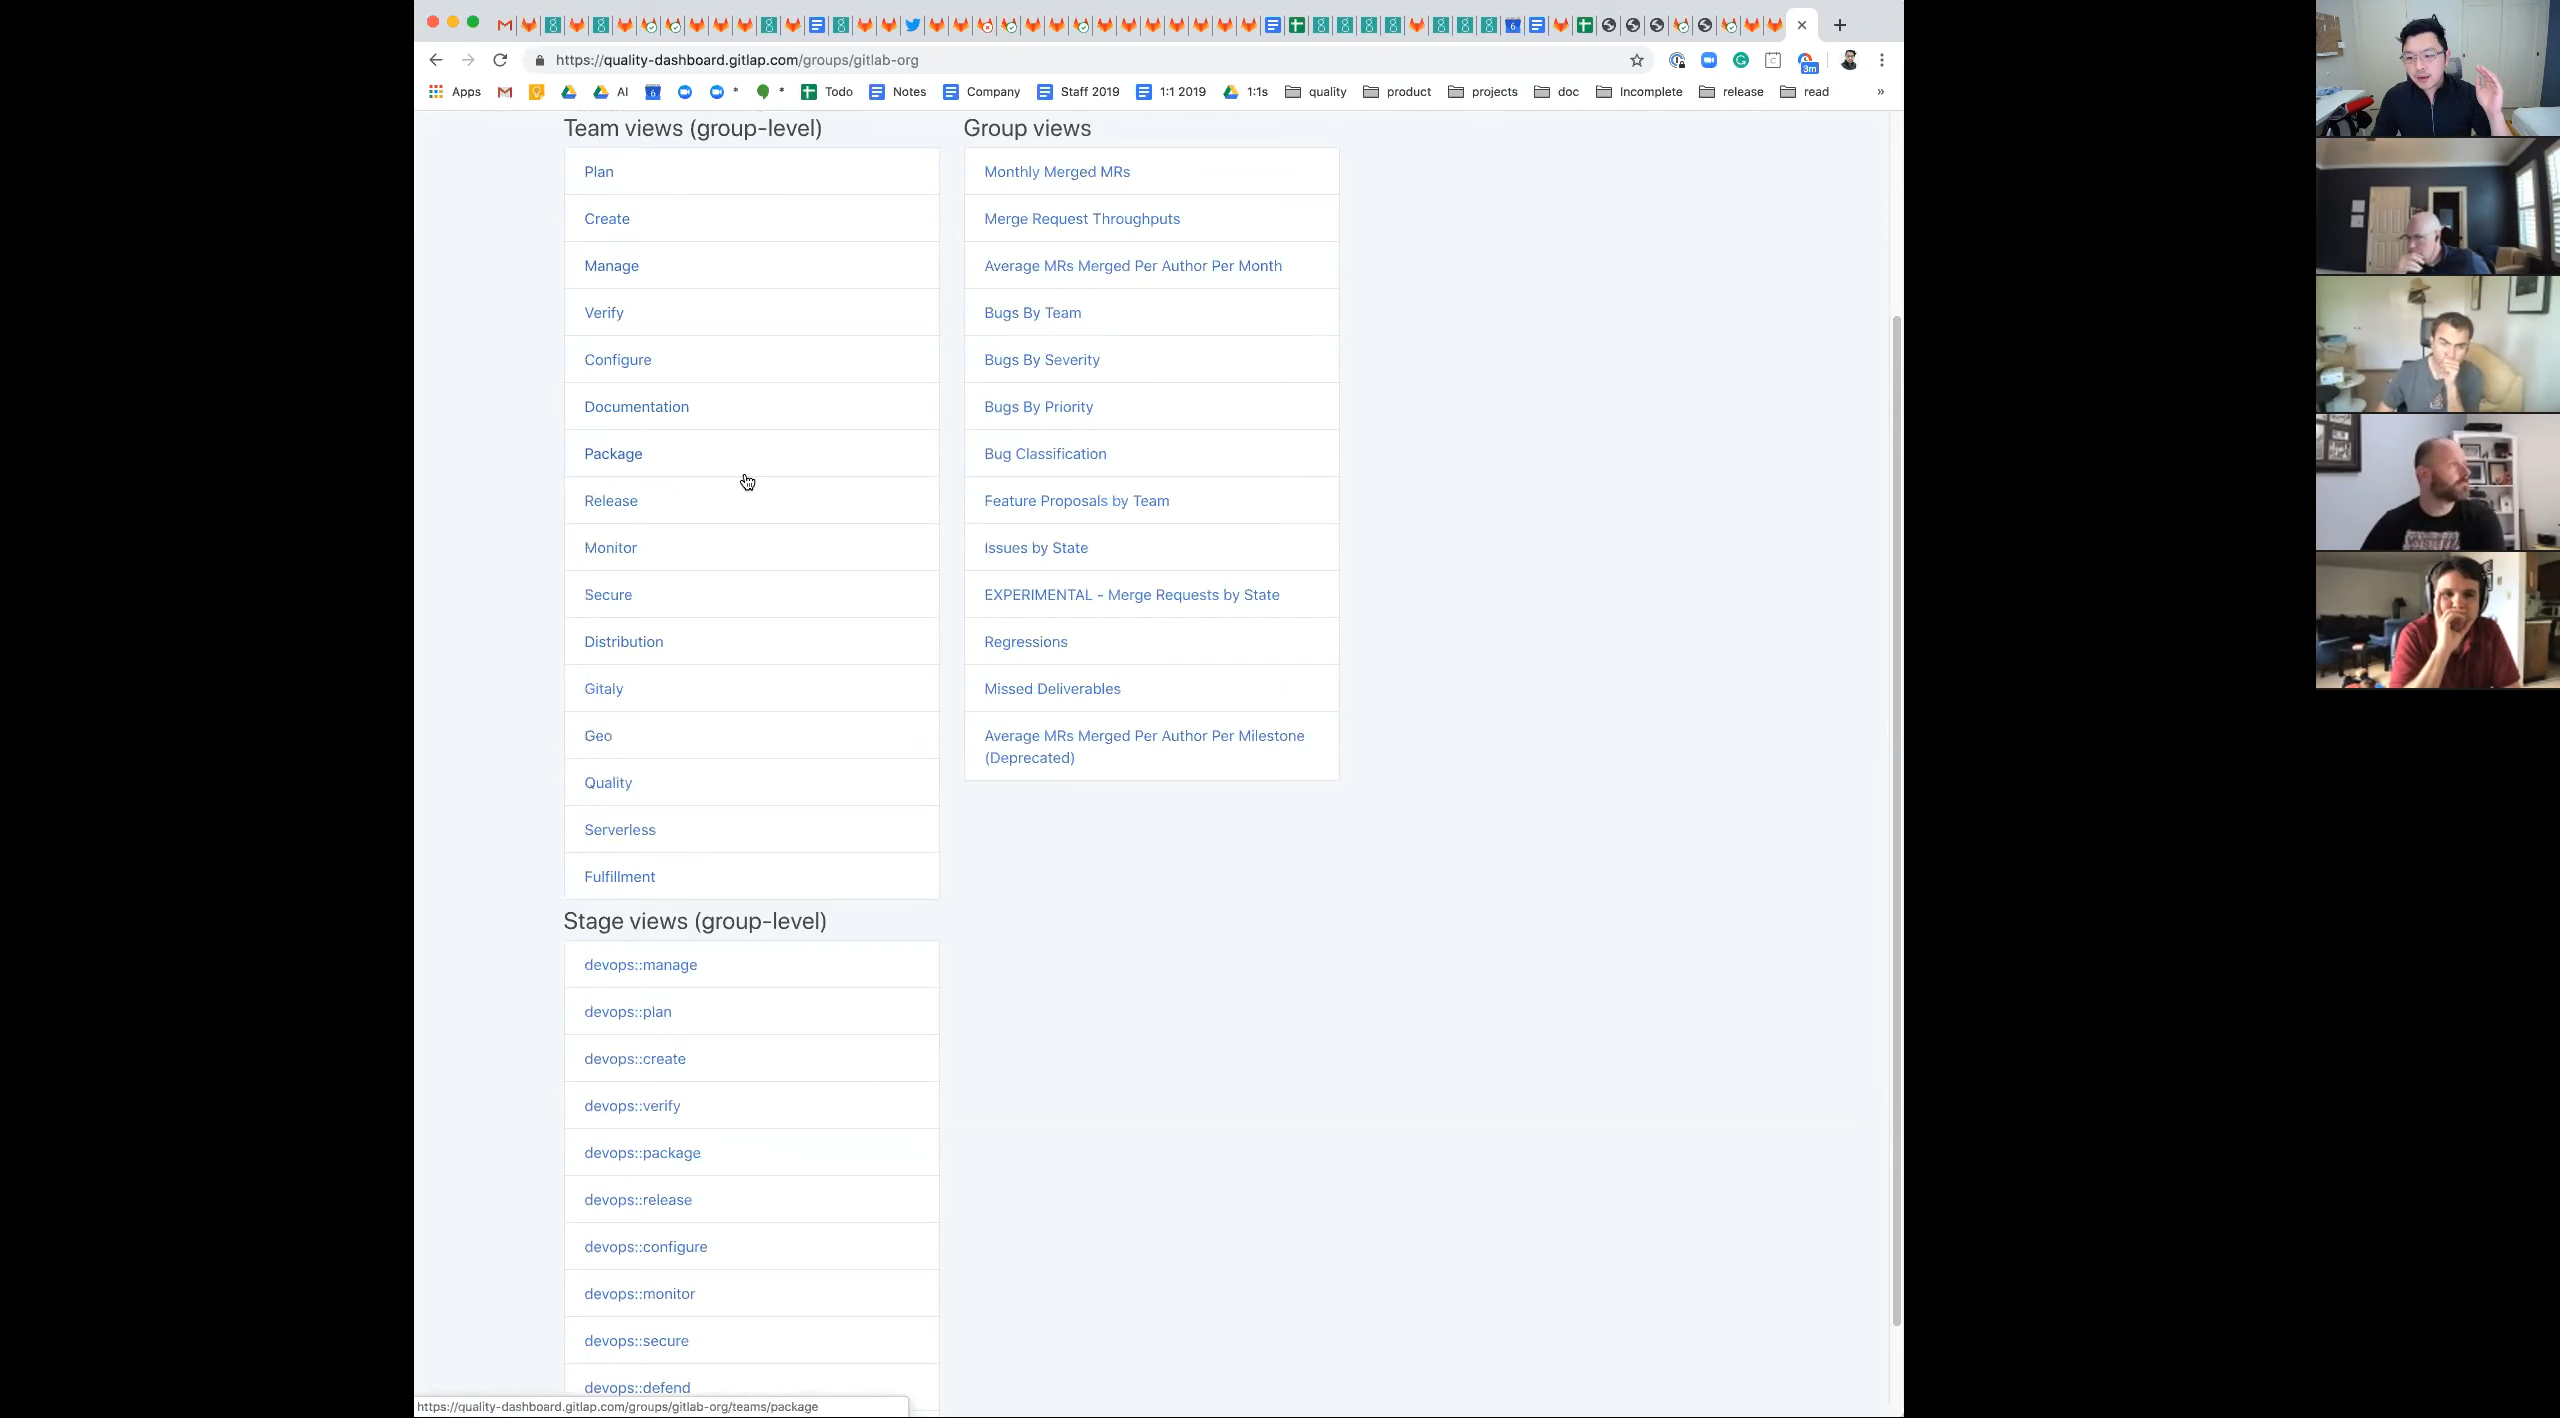 https://quality-dashboard.gitlap.com/groups/gitlab-org
3m
Apps
AI
*
*
Todo
Notes
Company
Staff 2019
1:1 2019
1:1s
quality
product
projects
doc
Incomplete
release
read
»
Team views (group-level)
Plan
Create
Manage
Verify
Configure
Documentation
Package
Release
Monitor
Secure
Distribution
Gitaly
Geo
Quality
Serverless
Fulfillment
Stage views (group-level)
devops::manage
devops::plan
devops::create
devops::verify
devops::package
devops::release
devops::configure
devops::monitor
devops::secure
devops::defend
Group views
Monthly Merged MRs
Merge Request Throughputs
Average MRs Merged Per Author Per Month
Bugs By Team
Bugs By Severity
Bugs By Priority
Bug Classification
Feature Proposals by Team
Issues by State
EXPERIMENTAL - Merge Requests by State
Regressions
Missed Deliverables
Average MRs Merged Per Author Per Milestone
(Deprecated)
https://quality-dashboard.gitlap.com/groups/gitlab-org/teams/package